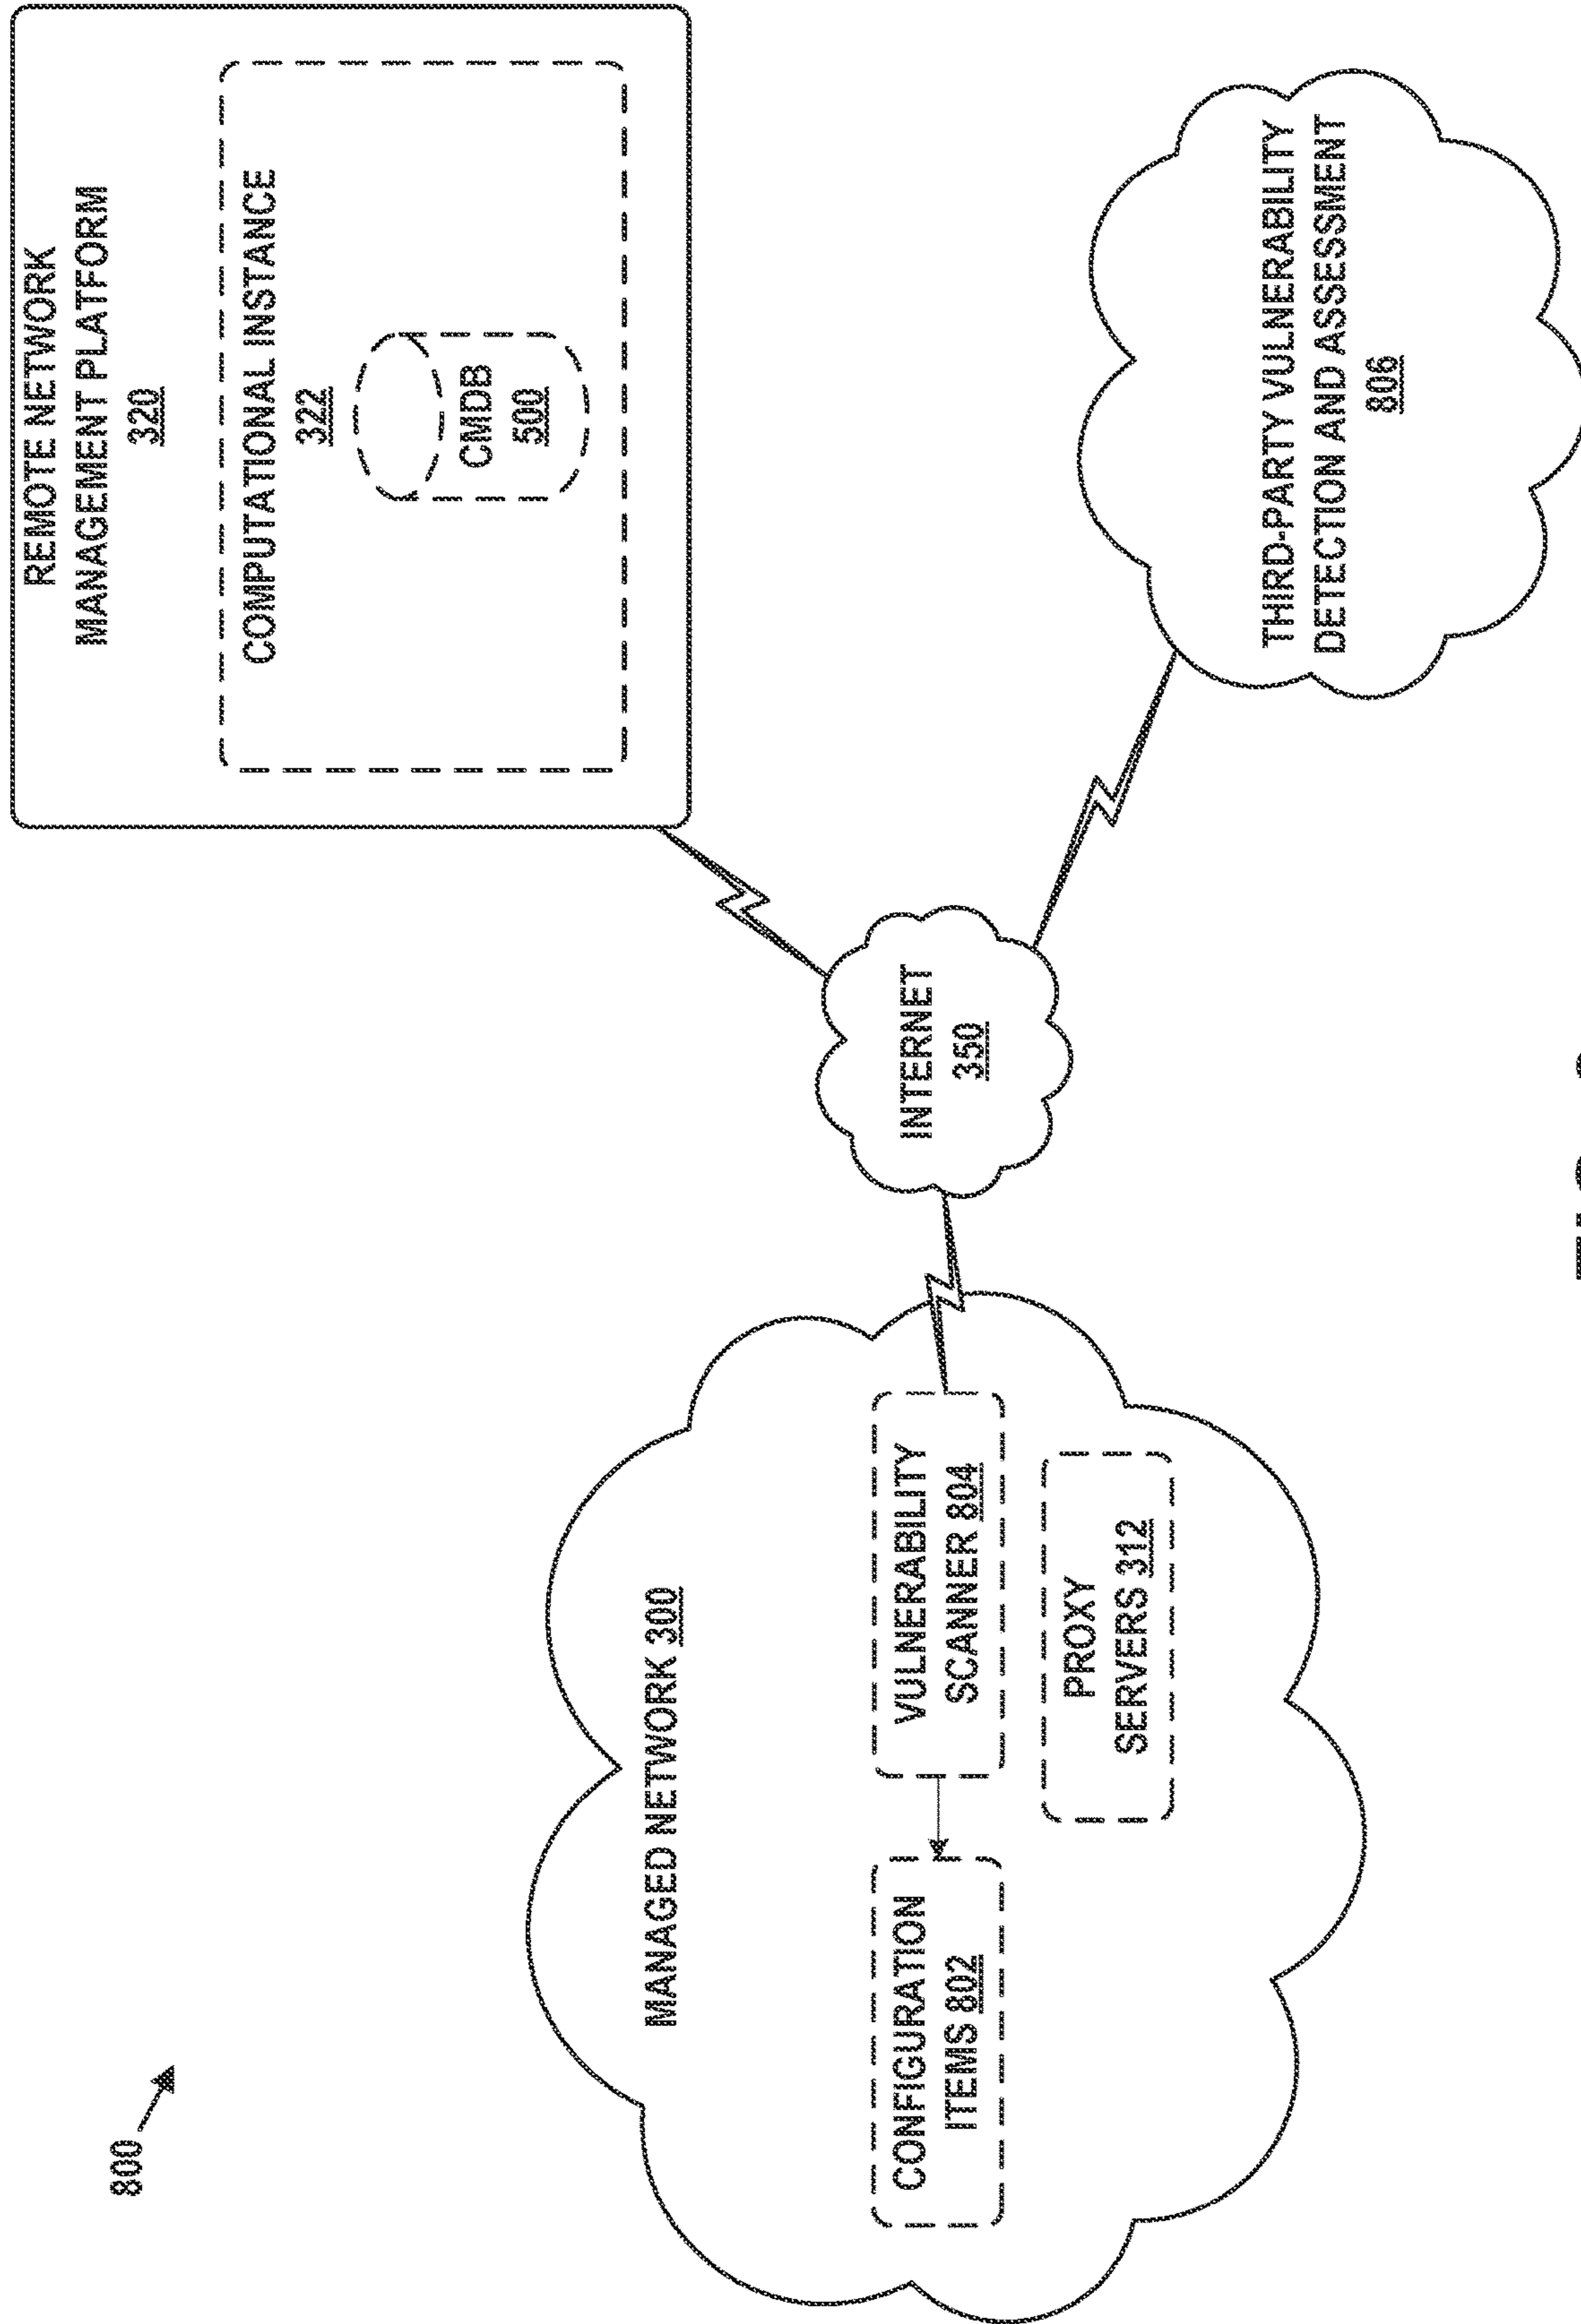 800
MANAGED NETWORK 300
CONFIGURATION
ITEMS 802
VULNERABILITY
SCANNER 804
PROXY
SERVERS 312
INTERNET
350
REMOTE NETWORK
MANAGEMENT PLATFORM
320
COMPUTATIONAL INSTANCE
322
CMDB
500
THIRD-PARTY VULNERABILITY
DETECTION AND ASSESSMENT
806